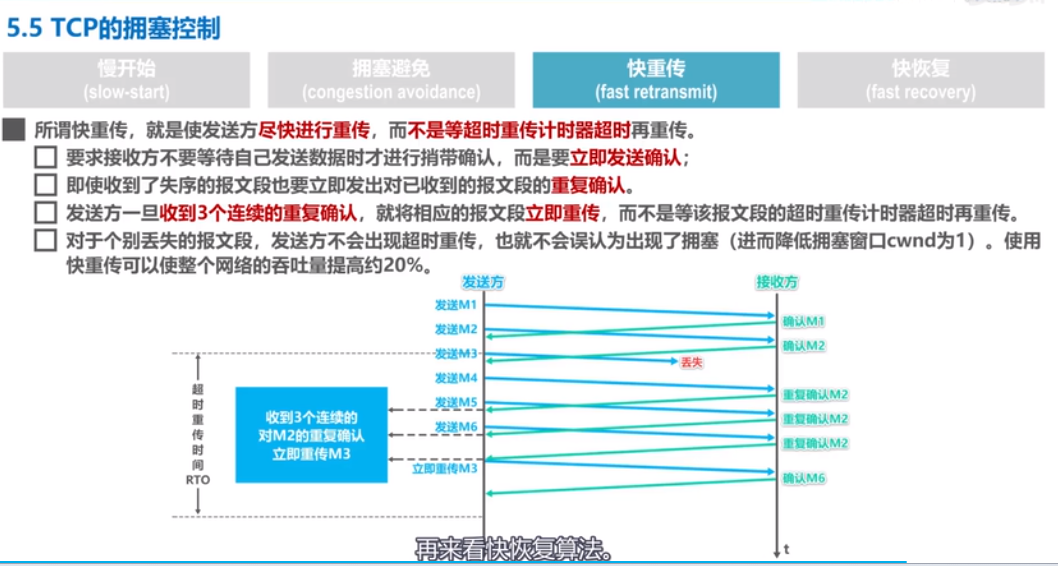 5.5 TCP的拥塞控制
慢开始
(slow-start)
拥塞避免
(congestion avoidance)
快重传
(fast retransmit)
快恢复
(fast recovery)
所谓快重传，就是使发送方尽快进行重传，而不是等超时重传计时器超时再重传。
要求接收方不要等待自己发送数据时才进行捎带确认，而是要立即发送确认；
即使收到了失序的报文段也要立即发出对已收到的报文段的重复确认。
发送方一旦收到3个连续的重复确认，就将相应的报文段立即重传，而不是等该报文段的超时重传计时器超时再重传。
对于个别丢失的报文段，发送方不会出现超时重传，也就不会误认为出现了拥塞（进而降低拥塞窗口cwnd为1）。使用
快重传可以使整个网络的吞吐量提高约20%。
发送方
接收方
发送M1
确认M1
发送M2
确认M2
发送M3
丢失
发送M4
重复确认M2
发送M5
重复确认M2
发送M6
重复确认M2
立即重传M3
确认M6
超
时
重
传
时
间
RTO
收到3个连续的
对M2的重复确认
立即重传M3
t
再来看快恢复算法。